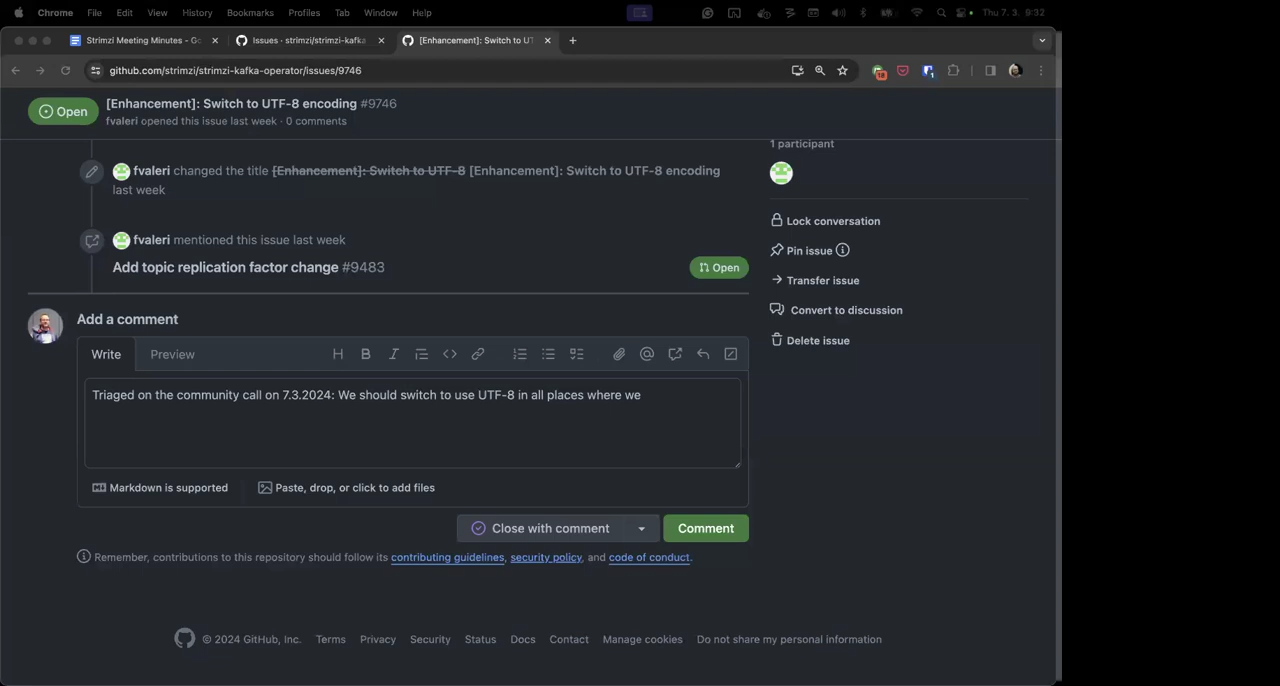 Chrome File Edit View History Bookmarks Profiles Tab Window Help Thu 7. 3. 9:32
Strimzi Meeting Minutes - Go
Issues · strimzi/strimzi-kafka
[Enhancement]: Switch to UT
github.com/strimzi/strimzi-kafka-operator/issues/9746
18
1
Open
[Enhancement]: Switch to UTF-8 encoding #9746
fvaleri opened this issue last week · 0 comments
1 participant
fvaleri changed the title [Enhancement]: Switch to UTF-8 [Enhancement]: Switch to UTF-8 encoding
last week
fvaleri mentioned this issue last week
Add topic replication factor change #9483
Open
Lock conversation
Pin issue
Transfer issue
Convert to discussion
Delete issue
Add a comment
Write Preview
Triaged on the community call on 7.3.2024: We should switch to use UTF-8 in all places where we
Markdown is supported
Paste, drop, or click to add files
Close with comment
Comment
Remember, contributions to this repository should follow its contributing guidelines, security policy, and code of conduct.
© 2024 GitHub, Inc. Terms Privacy Security Status Docs Contact Manage cookies Do not share my personal information